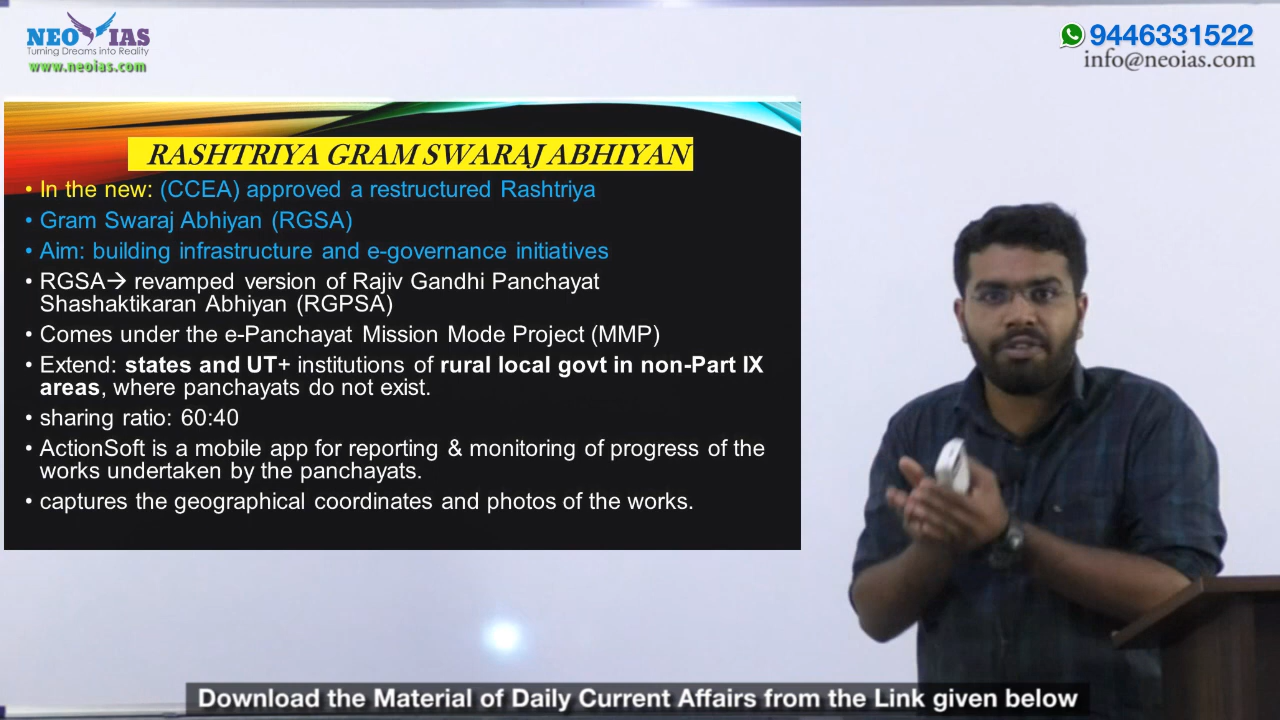 NEO IAS
Turning Dreams into Reality
www.neoias.com
9446331522
info@neoias.com
RASHTRIYA GRAM SWARAJ ABHIYAN
• In the new: (CCEA) approved a restructured Rashtriya
• Gram Swaraj Abhiyan (RGSA)
• Aim: building infrastructure and e-governance initiatives
• RGSA→ revamped version of Rajiv Gandhi Panchayat
Shashaktikaran Abhiyan (RGPSA)
• Comes under the e-Panchayat Mission Mode Project (MMP)
• Extend: states and UT+ institutions of rural local govt in non-Part IX
areas, where panchayats do not exist.
• sharing ratio: 60:40
• ActionSoft is a mobile app for reporting & monitoring of progress of the
works undertaken by the panchayats.
• captures the geographical coordinates and photos of the works.
Download the Material of Daily Current Affairs from the Link given below